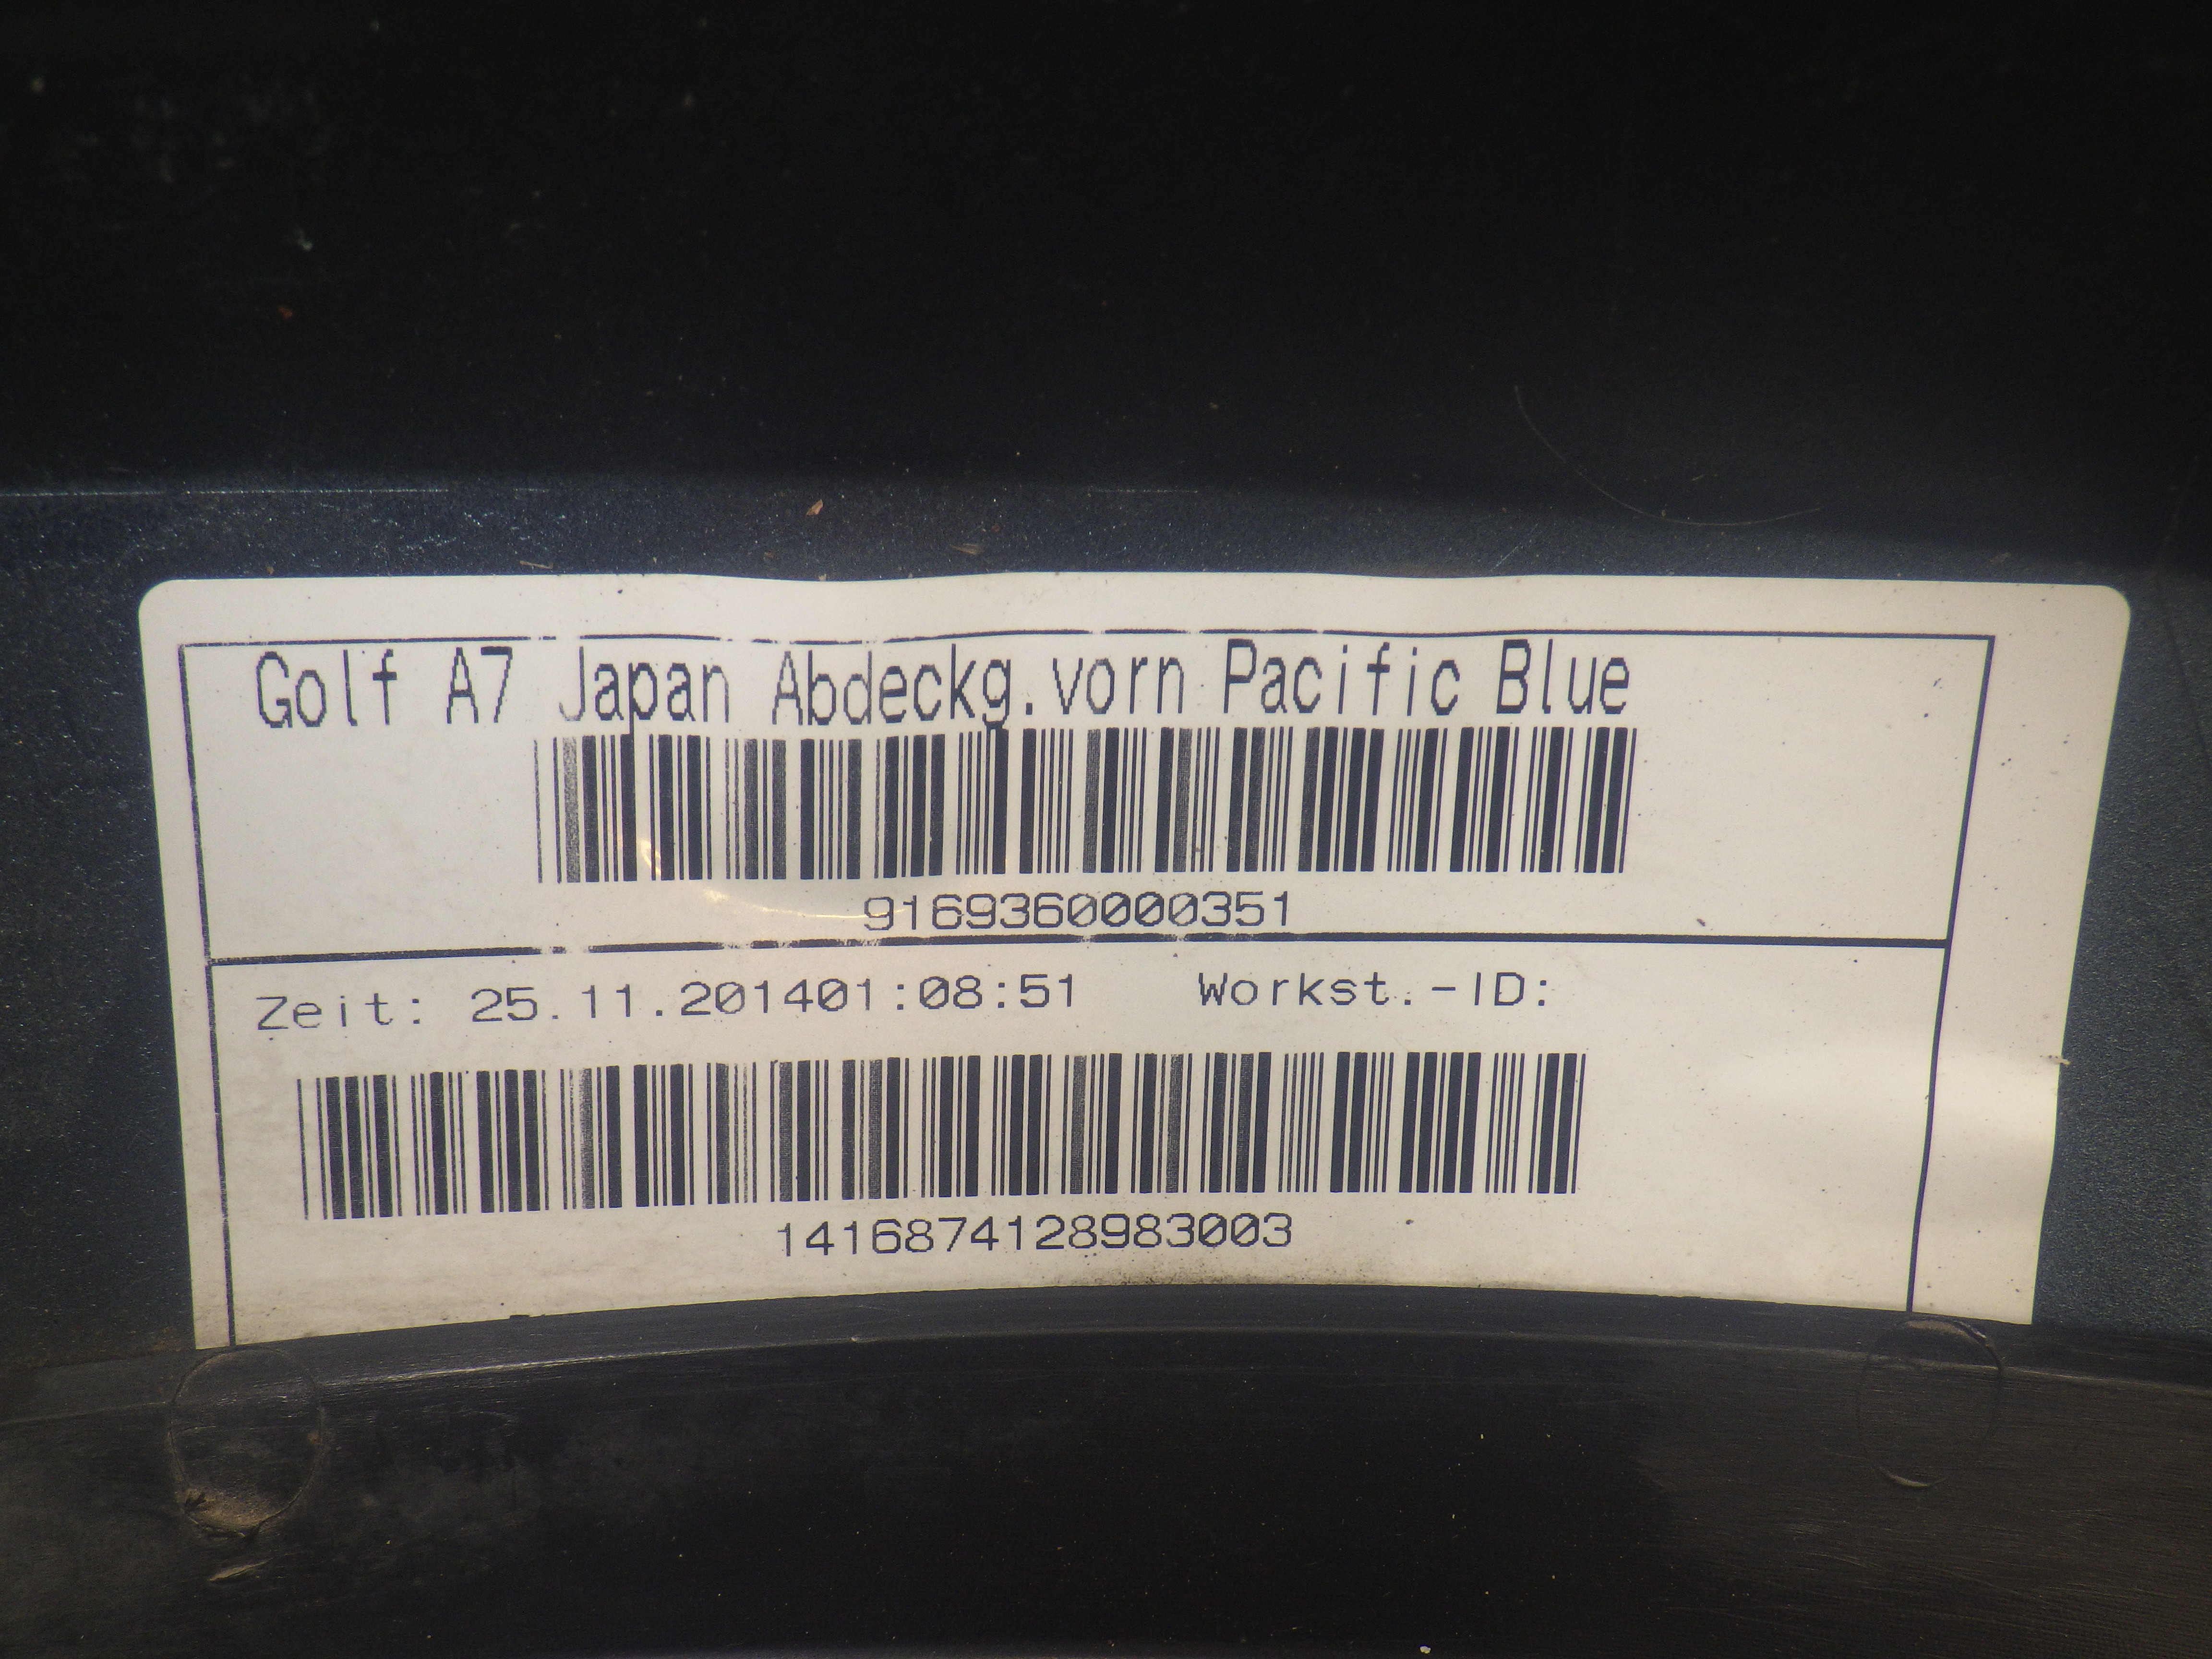 Golf A7 Japan Abdeckg.vorn Pacific Blue
9169360000351
Zeit: 25.11.201401:08:51 Workst.-ID:
1416874128983003